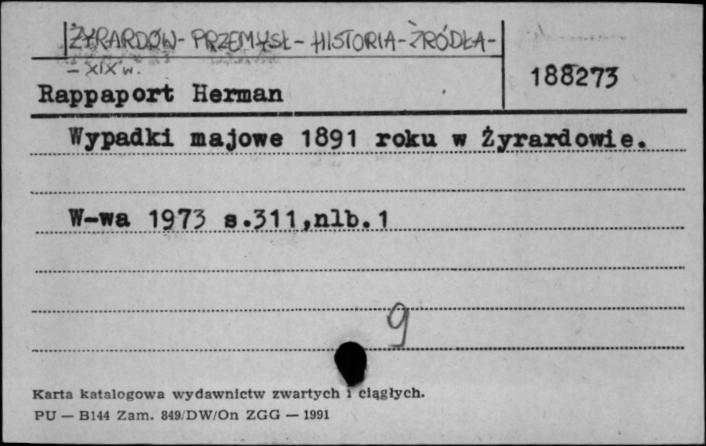 ŻYRARDÓW - PRZEMYSŁ - HISTORIA - ŹRÓDŁA -
- XIX w.
188273
Rappaport Herman
Wypadki majowe 1891 roku w Żyrardowie.
W-wa 1973 s.311,nlb.1
9
Karta katalogowa wydawnictw zwartych i ciągłych.
PU — B144 Zam. 849/DW/On ZGG — 1991